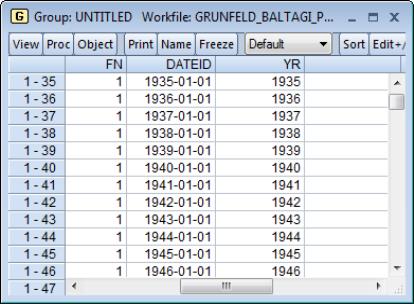 G Group: UNTITLED Workfile: GRUNFELD_BALTAGI_P...
View Proc Object Print Name Freeze Default Sort Edit+/
FN DATEID YR
1 - 35 1 1935-01-01 1935
1 - 36 1 1936-01-01 1936
1 - 37 1 1937-01-01 1937
1 - 38 1 1938-01-01 1938
1 - 39 1 1939-01-01 1939
1 - 40 1 1940-01-01 1940
1 - 41 1 1941-01-01 1941
1 - 42 1 1942-01-01 1942
1 - 43 1 1943-01-01 1943
1 - 44 1 1944-01-01 1944
1 - 45 1 1945-01-01 1945
1 - 46 1 1946-01-01 1946
1 - 47